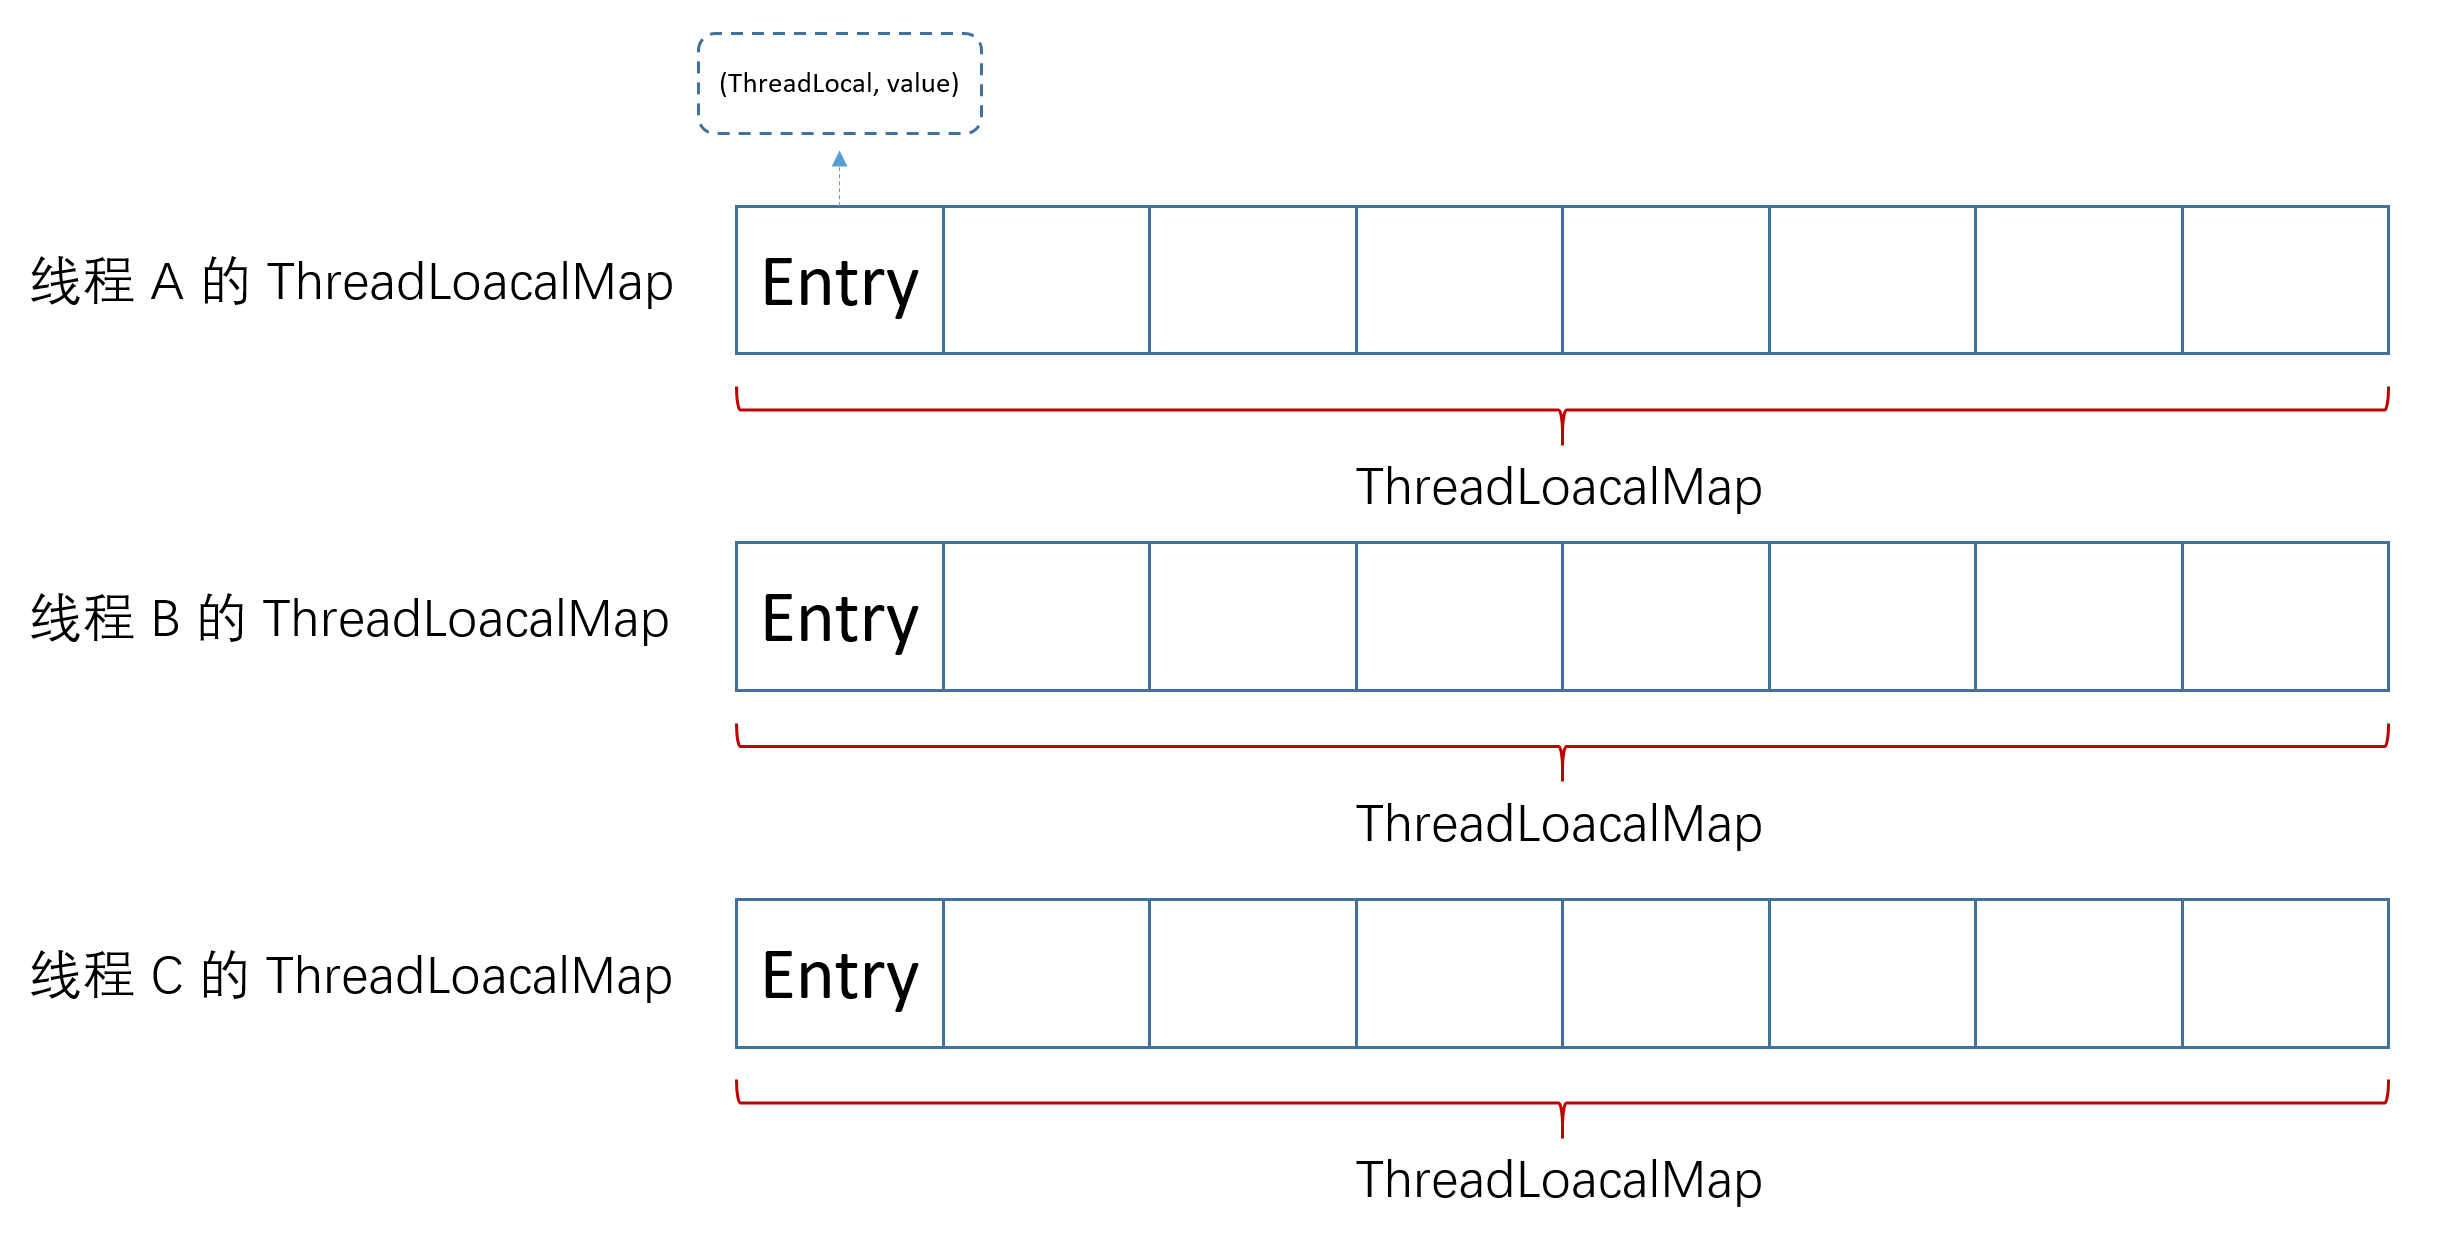 (ThreadLocal, value)
线程 A 的 ThreadLoacalMap
Entry
ThreadLoacalMap
线程 B 的 ThreadLoacalMap
Entry
ThreadLoacalMap
线程 C 的 ThreadLoacalMap
Entry
ThreadLoacalMap